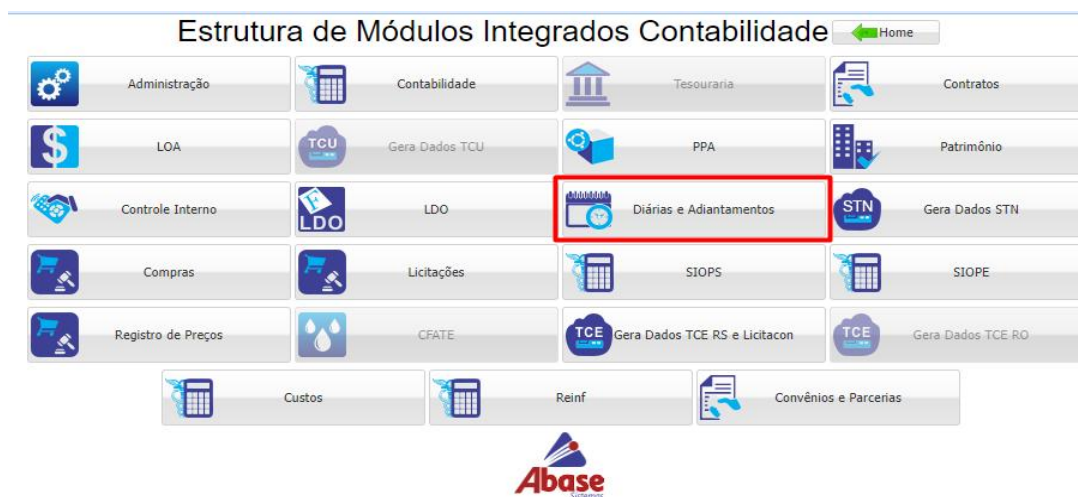 Estrutura de Módulos Integrados Contabilidade Home
Administração Contabilidade Tesouraria Contratos
LOA TCU Gera Dados TCU PPA Patrimônio
Controle Interno LDO LDO Diárias e Adiantamentos STN Gera Dados STN
Compras Licitações SIOPS SIOPE
Registro de Preços CFATE TCE Gera Dados TCE RS e Licitacon TCE Gera Dados TCE RO
Custos Reinf Convênios e Parcerias
Abase
Sistemas